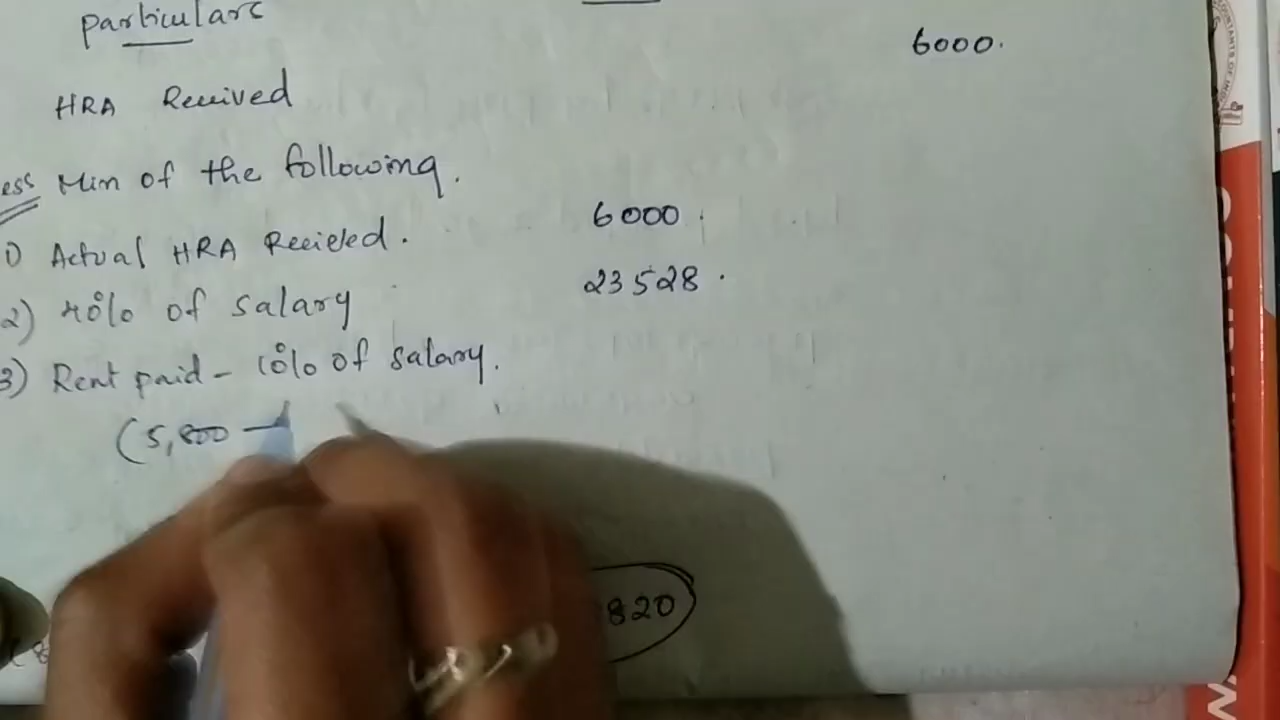 particulars
6000.
HRA Received
ess Min of the following.
1) Actual HRA Recieved. 6000
2) 40% of salary 23528.
3) Rent paid - 10% of salary.
(5,800 -
820